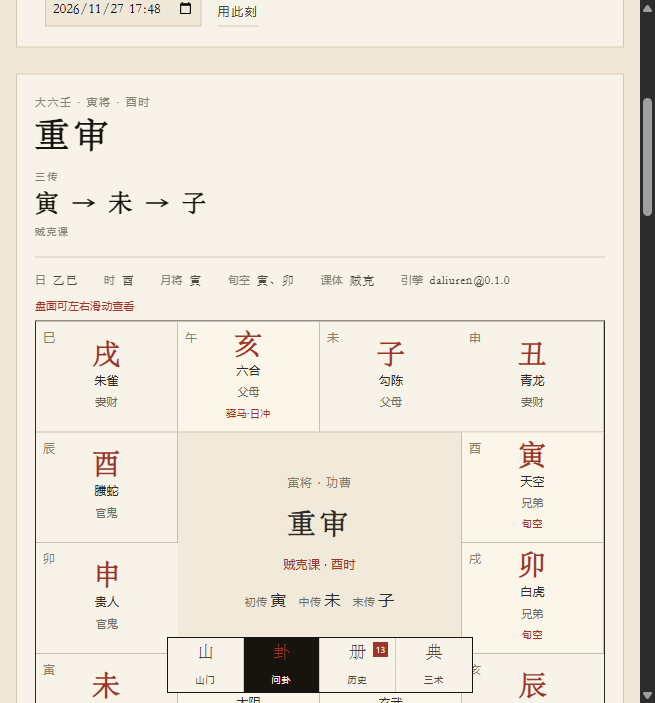 2026/11/27 17:48
用此刻
大六壬 · 寅将 · 酉时
重审
三传
寅 → 未 → 子
贼克课
日 乙巳 时 酉 月将 寅 旬空 寅、卯 课体 贼克 引擎 daliuren@0.1.0
盘面可左右滑动查看
巳
戌
朱雀
妻财
午
亥
六合
父母
驿马·日冲
未
子
勾陈
父母
申
丑
青龙
妻财
辰
酉
螣蛇
官鬼
寅将 · 功曹
重审
贼克课 · 酉时
初传 寅 中传 未 末传 子
酉
寅
天空
兄弟
旬空
卯
申
贵人
官鬼
戌
卯
白虎
兄弟
旬空
寅
未
亥
辰
山
山门
卦
问卦
册
13
历史
典
三术